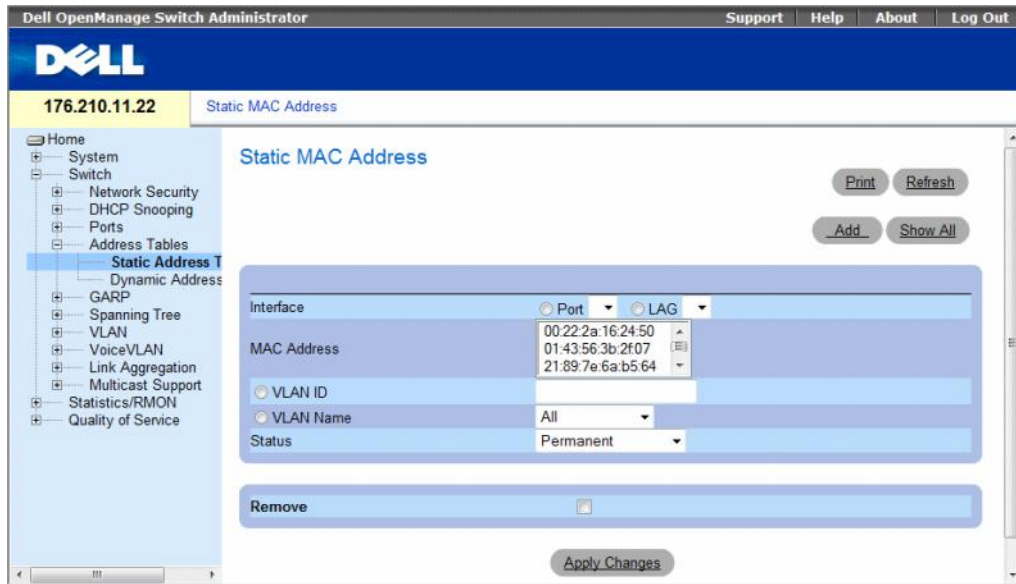 Dell OpenManage Switch Administrator Support Help About Log Out
DELL
176.210.11.22 Static MAC Address
Home
System
Switch
Network Security
DHCP Snooping
Ports
Address Tables
Static Address T
Dynamic Address
GARP
Spanning Tree
VLAN
VoiceVLAN
Link Aggregation
Multicast Support
Statistics/RMON
Quality of Service
Static MAC Address
Print Refresh
Add Show All
Interface Port LAG
MAC Address
00:22:2a:16:24:50
01:43:56:3b:2f:07
21:89:7e:6a:b5:64
VLAN ID
VLAN Name All
Status Permanent
Remove
Apply Changes